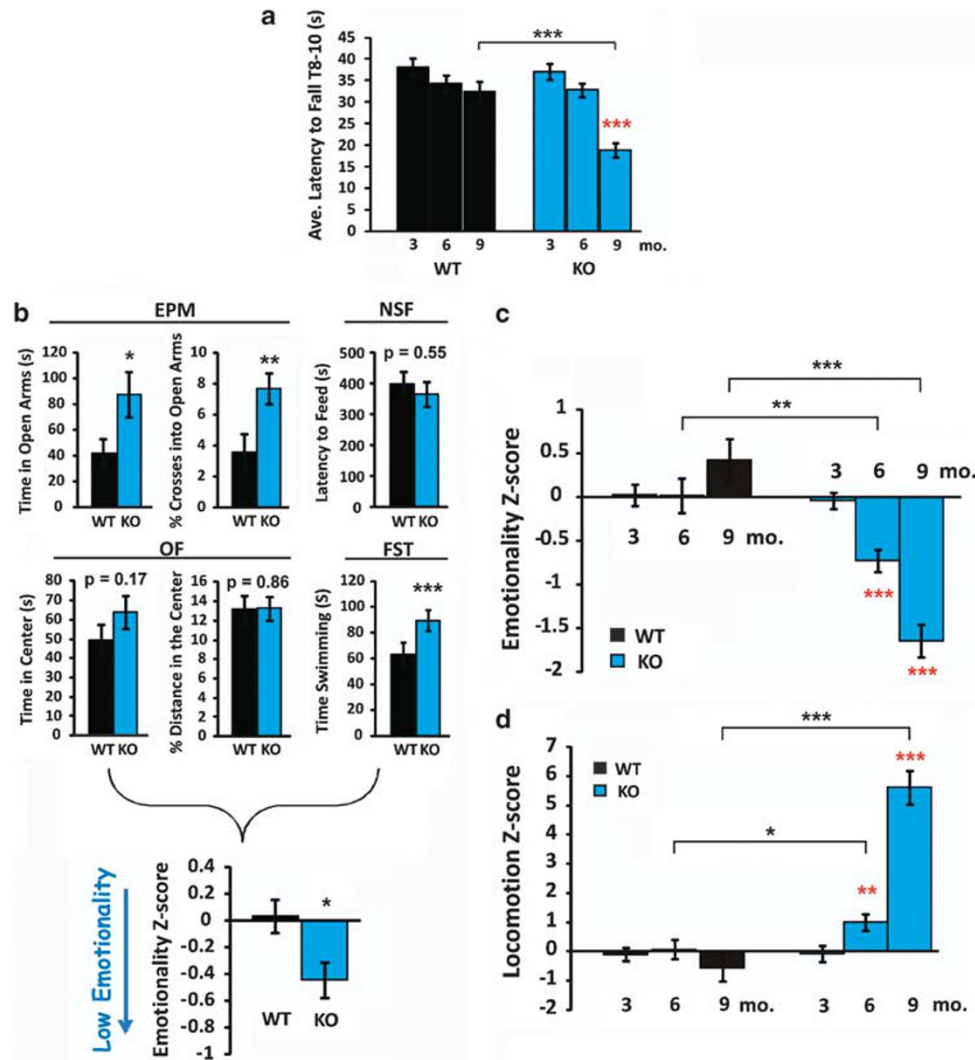 a
Ave. Latency to Fall T8-10 (s)
45
40
35
30
25
20
15
10
5
0
***
***
3 6 9 3 6 9 mo.
WT KO
b
EPM
NSF
Time in Open Arms (s)
120
100
80
60
40
20
0
*
WT KO
% Crosses into Open Arms
10
8
6
4
2
0
**
WT KO
Latency to Feed (s)
500
400
300
200
100
0
p = 0.55
WT KO
OF
FST
Time in Center (s)
80
70
60
50
40
30
20
10
0
p = 0.17
WT KO
% Distance in the Center
16
14
12
10
8
6
4
2
0
p = 0.86
WT KO
Time Swimming (S)
120
100
80
60
40
20
0
***
WT KO
Low Emotionality
Emotionality Z-score
0.4
0.2
0
-0.2
-0.4
-0.6
-0.8
-1
*
WT KO
c
Emotionality Z-score
1
0.5
0
-0.5
-1
-1.5
-2
***
**
3 6 9 mo.
3 6 9 mo.
***
***
WT
KO
d
Locomotion Z-score
7
6
5
4
3
2
1
0
-1
-2
WT
KO
***
***
*
**
3 6 9 mo. 3 6 9 mo.